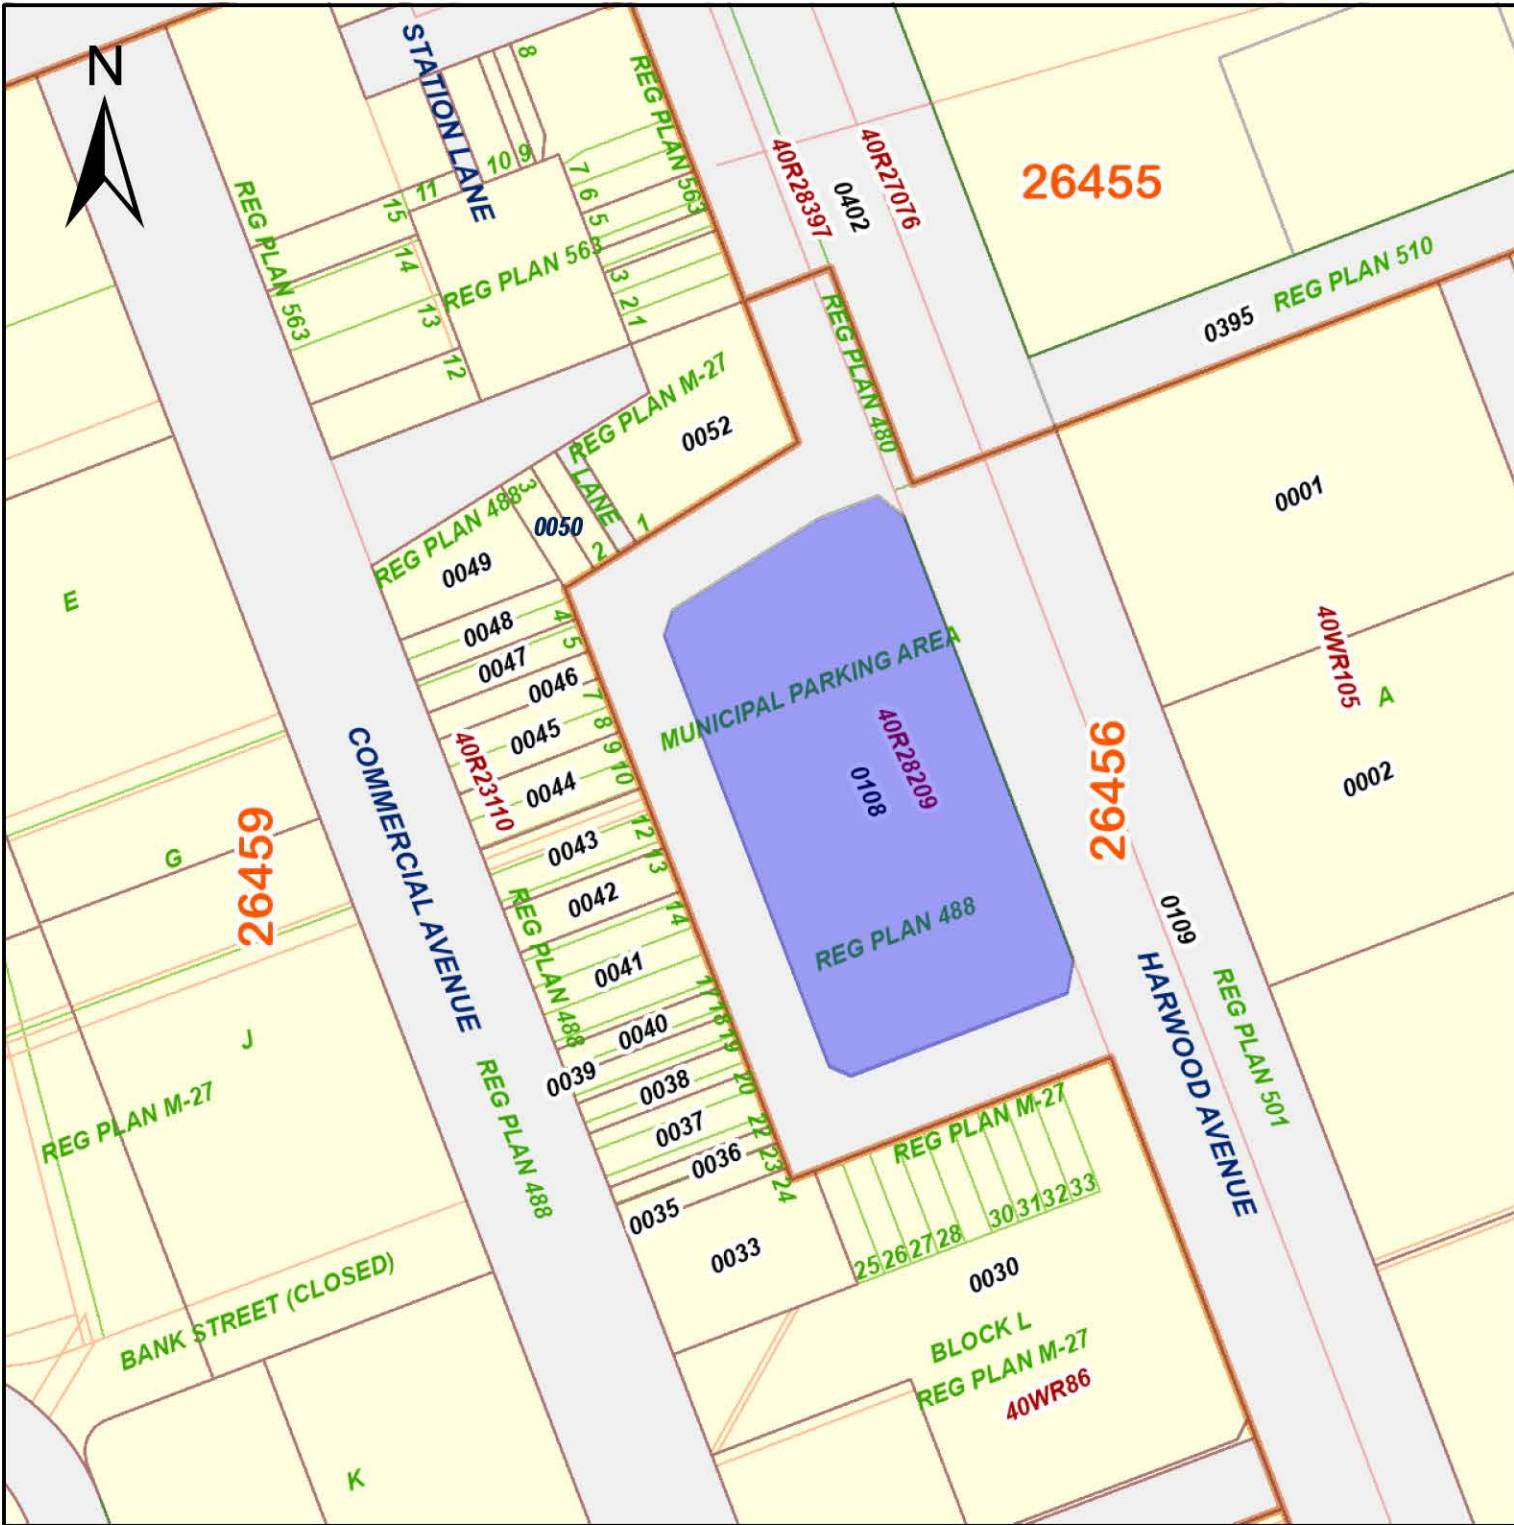 N
STATION LANE
8
REG PLAN 563
10
9
11
15
7
6
5
REG PLAN 563
14
REG PLAN 563
3
2
1
13
12
40R28397
0402
40R27076
26455
REG PLAN 510
0395
REG PLAN 480
REG PLAN M-27
0052
LANE
3
0050
1
2
REG PLAN 488
0049
0001
E
0048
4
0047
5
0046
7
0045
8
40R23110
9
0044
10
MUNICIPAL PARKING AREA
40R28209
0108
40WR105
A
0002
26456
COMMERCIAL AVENUE
26459
G
0043
12
13
0042
REG PLAN 488
14
0041
REG PLAN 488
0109
HARWOOD AVENUE
REG PLAN 501
17
18
0040
19
0039
0038
20
J
REG PLAN M-27
REG PLAN 488
0037
22
0036
23
24
0035
REG PLAN M-27
0033
25
26
27
28
30
31
32
33
0030
BANK STREET (CLOSED)
BLOCK L
REG PLAN M-27
40WR86
K